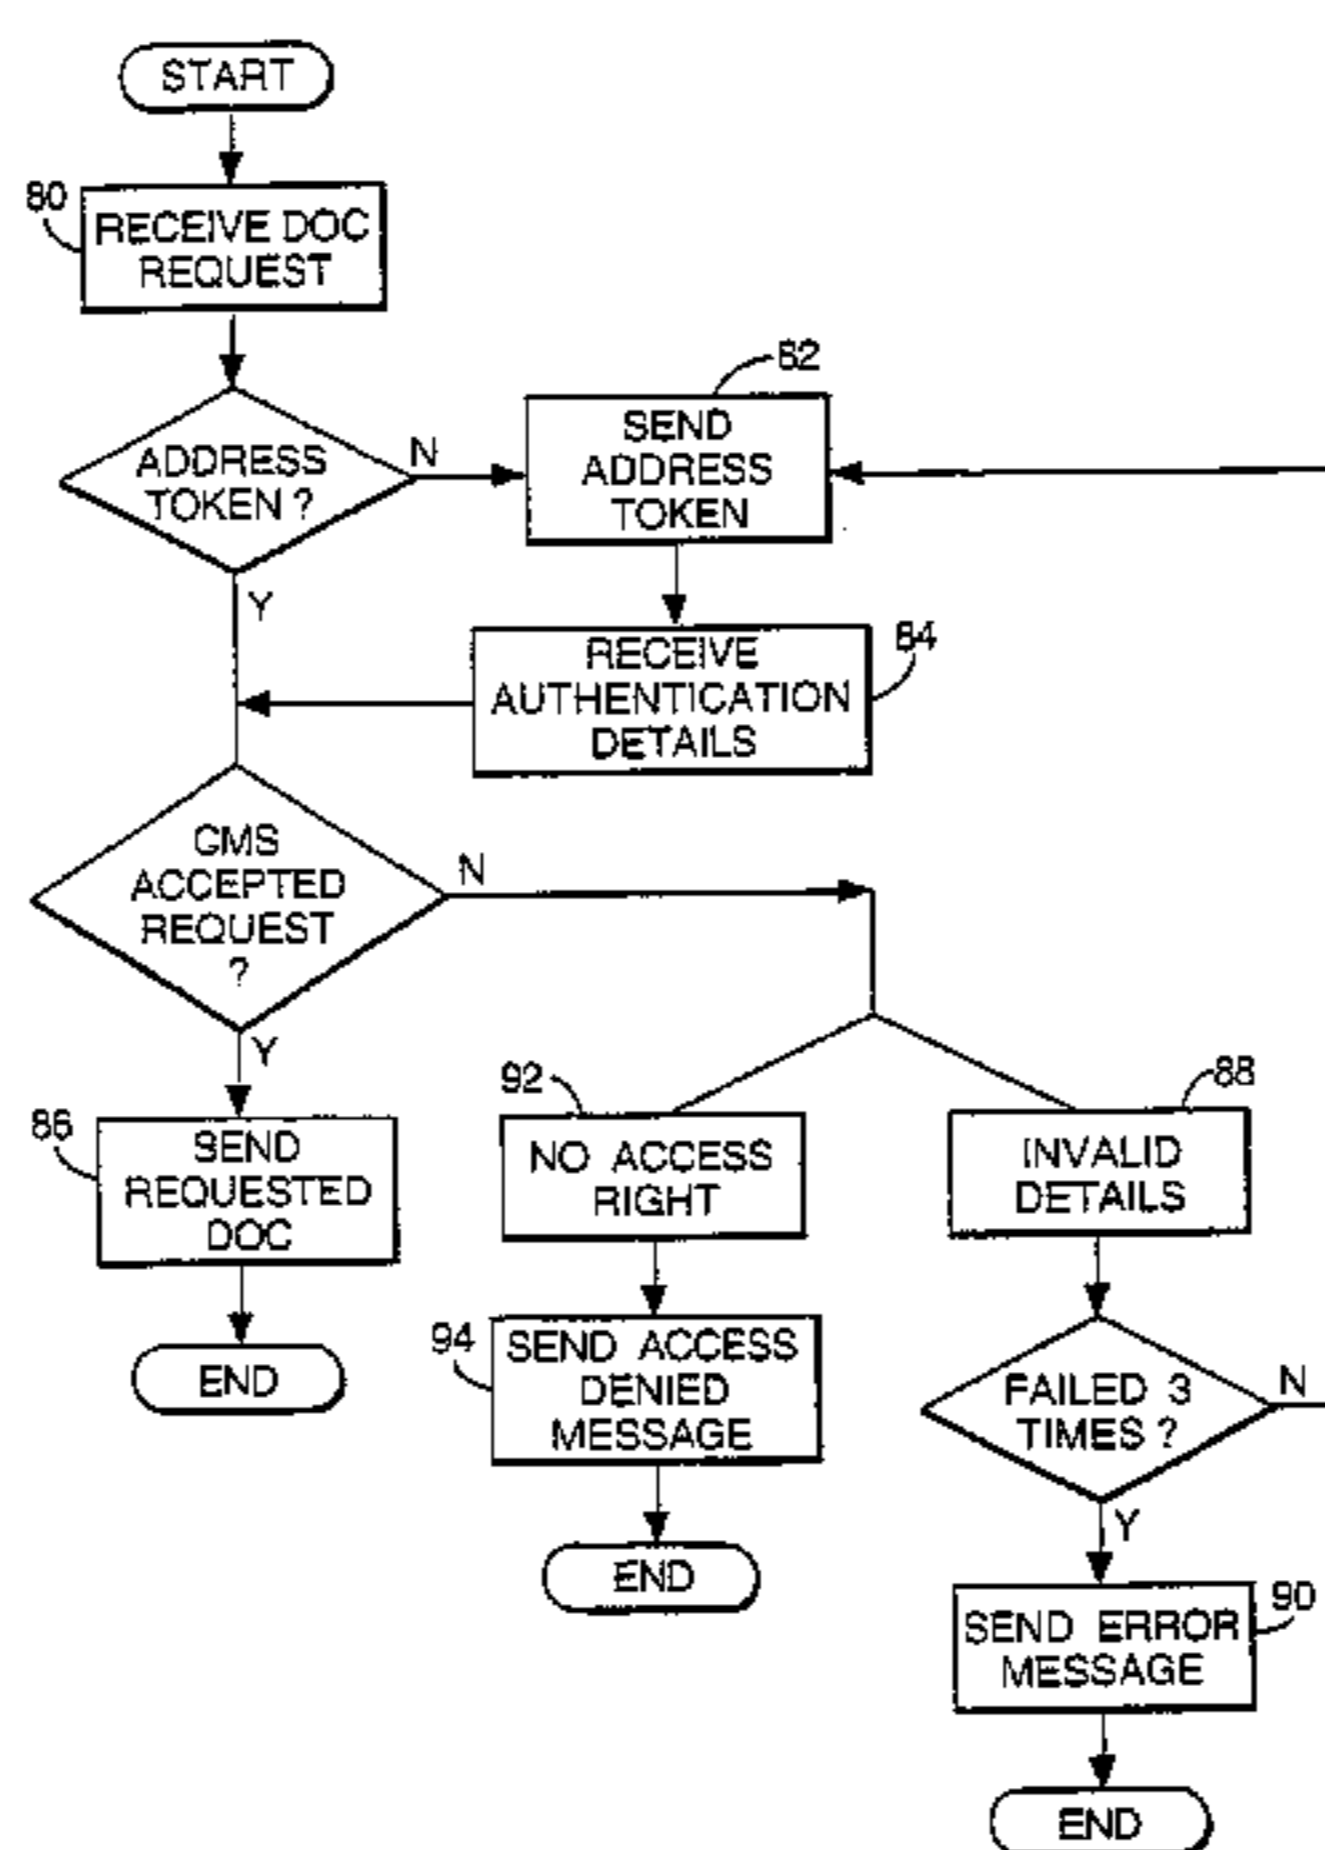 START
80
RECEIVE DOC
REQUEST
82
ADDRESS
TOKEN ?
N
SEND
ADDRESS
TOKEN
Y
84
RECEIVE
AUTHENTICATION
DETAILS
GMS
ACCEPTED
REQUEST
?
N
Y
86
SEND
REQUESTED
DOC
END
92
NO ACCESS
RIGHT
94
SEND ACCESS
DENIED
MESSAGE
END
88
INVALID
DETAILS
FAILED 3
TIMES ?
N
Y
90
SEND ERROR
MESSAGE
END